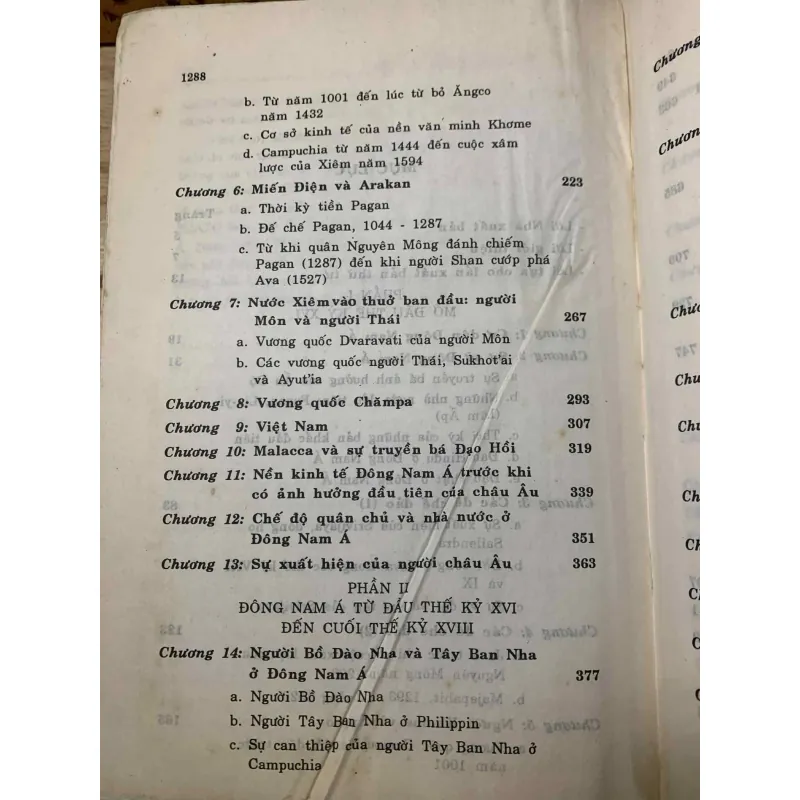 1288
b. Từ năm 1001 đến lúc từ bỏ Ăngco
năm 1432
c. Cơ sở kinh tế của nền văn minh Khơme
d. Campuchia từ năm 1444 đến cuộc xâm
lược của Xiêm năm 1594
Chương 6: Miến Điện và Arakan 223
a. Thời kỳ tiền Pagan
b. Đế chế Pagan, 1044 - 1287
c. Từ khi quân Nguyên Mông đánh chiếm
Pagan (1287) đến khi người Shan cướp phá
Ava (1527)
Chương 7: Nước Xiêm vào thuở ban đầu: người
Môn và người Thái 267
a. Vương quốc Dvaravati của người Môn
b. Các vương quốc người Thái, Sukhot'ai
và Ayut'ia
Chương 8: Vương quốc Chămpa 293
Chương 9: Việt Nam 307
Chương 10: Malacca và sự truyền bá Đạo Hồi 319
Chương 11: Nền kinh tế Đông Nam Á trước khi
có ảnh hưởng đầu tiên của châu Âu 339
Chương 12: Chế độ quân chủ và nhà nước ở
Đông Nam Á 351
Chương 13: Sự xuất hiện của người châu Âu 363
PHẦN II
ĐÔNG NAM Á TỪ ĐẦU THẾ KỶ XVI
ĐẾN CUỐI THẾ KỶ XVIII
Chương 14: Người Bồ Đào Nha và Tây Ban Nha
ở Đông Nam Á 377
a. Người Bồ Đào Nha
b. Người Tây Ban Nha ở Philippin
c. Sự can thiệp của người Tây Ban Nha ở
Campuchia
Chương
Chương
Chương
Chươn
Chư
Chu